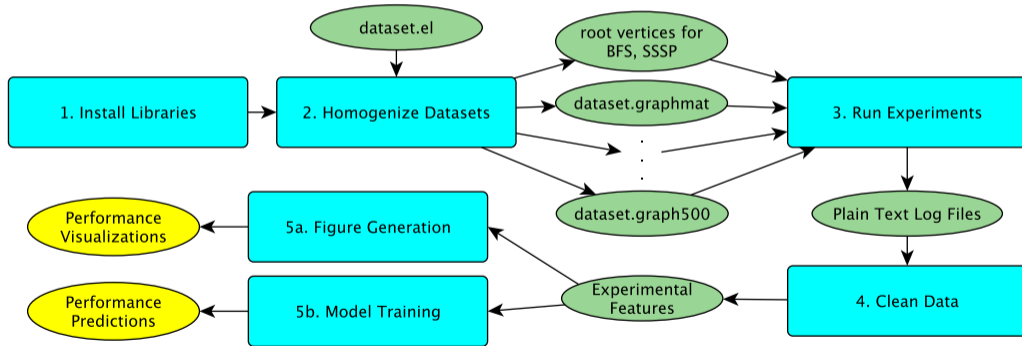 dataset.el
root vertices for
BFS, SSSP
1. Install Libraries
2. Homogenize Datasets
dataset.graphmat
3. Run Experiments
.
.
.
dataset.graph500
Plain Text Log Files
Performance
Visualizations
5a. Figure Generation
Experimental
Features
4. Clean Data
Performance
Predictions
5b. Model Training